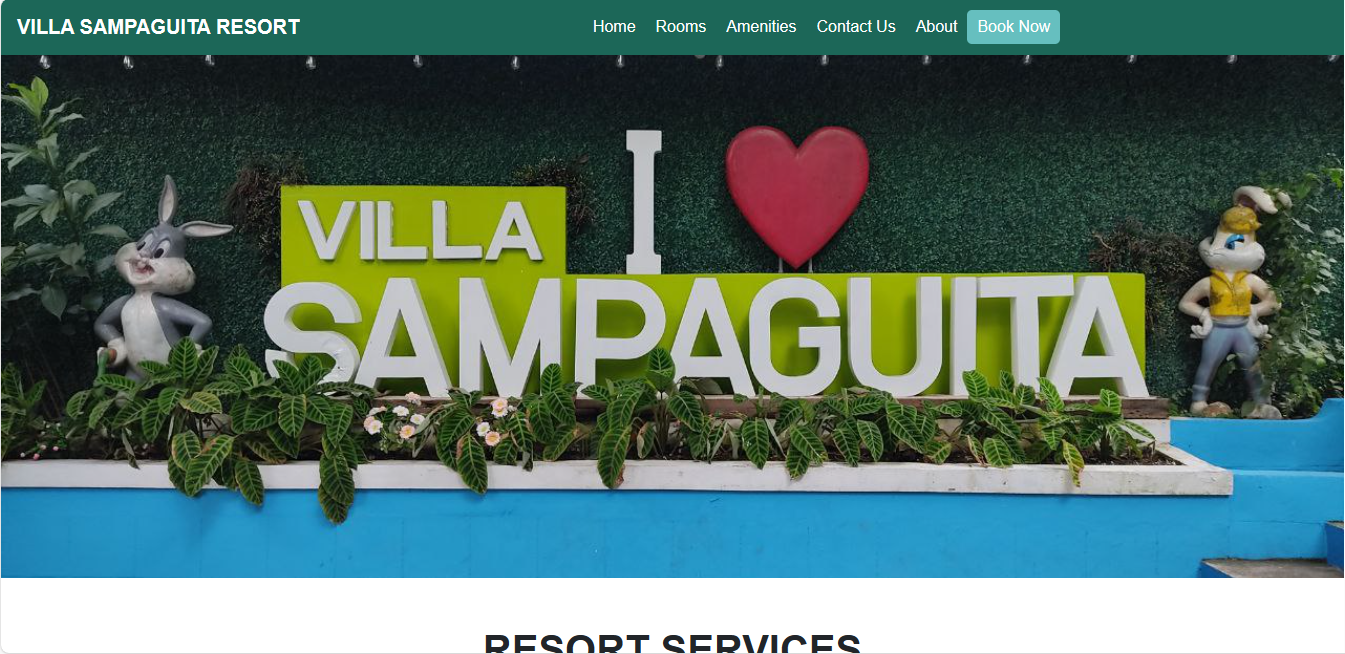 VILLA SAMPAGUITA RESORT
Home Rooms Amenities Contact Us About Book Now
I
VILLA
SAMPAGUITA
RESORT SERVICES